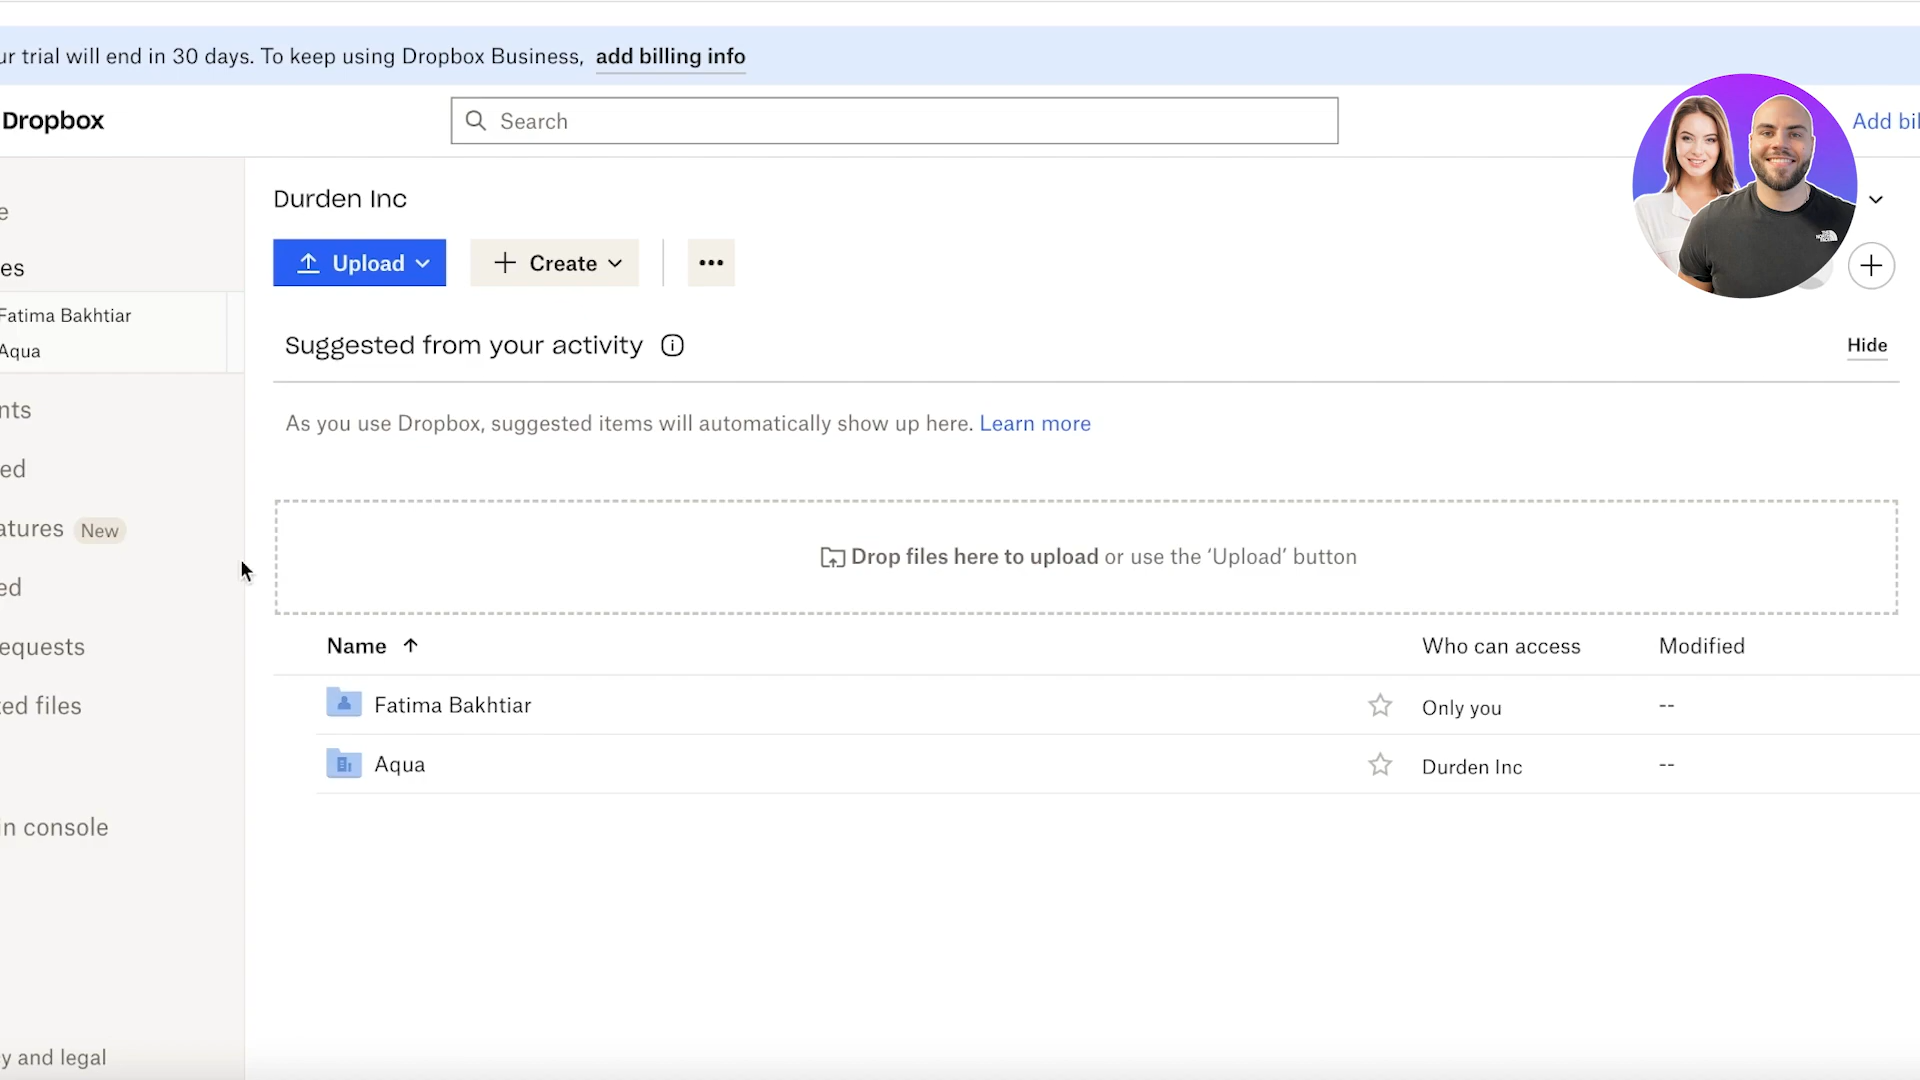 ur trial will end in 30 days. To keep using Dropbox Business, add billing info
Dropbox
Search
Add bil
e
es
Fatima Bakhtiar
Aqua
nts
ed
atures New
ed
equests
ted files
in console
y and legal
Durden Inc
Upload
Create
Suggested from your activity
Hide
As you use Dropbox, suggested items will automatically show up here. Learn more
Drop files here to upload or use the ‘Upload’ button
Name Who can access Modified
Fatima Bakhtiar Only you --
Aqua Durden Inc --